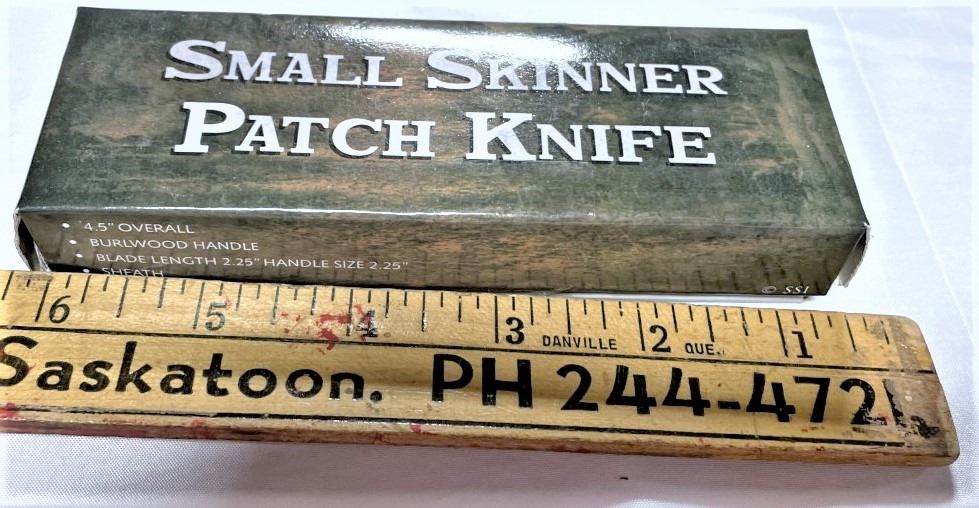 SMALL SKINNER
PATCH KNIFE
• 4.5" OVERALL
• BURLWOOD HANDLE
• BLADE LENGTH 2.25" HANDLE SIZE 2.25"
• SHEATH
© SSI
6 5 4 3 DANVILLE 2 QUE. 1
Saskatoon. PH 244-472